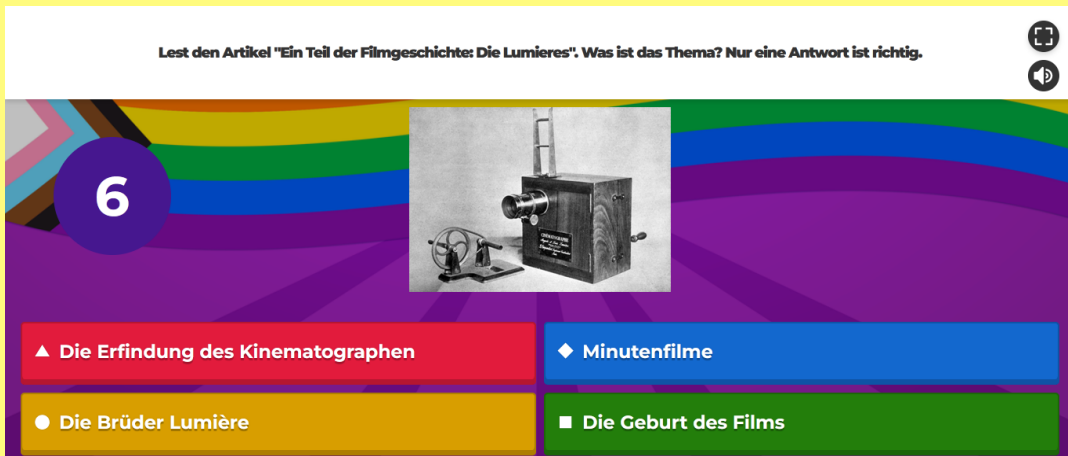 Lest den Artikel "Ein Teil der Filmgeschichte: Die Lumieres". Was ist das Thema? Nur eine Antwort ist richtig.
6
CINÉMATOGRAPHE
Die Erfindung des Kinematographen
Minutenfilme
Die Brüder Lumière
Die Geburt des Films